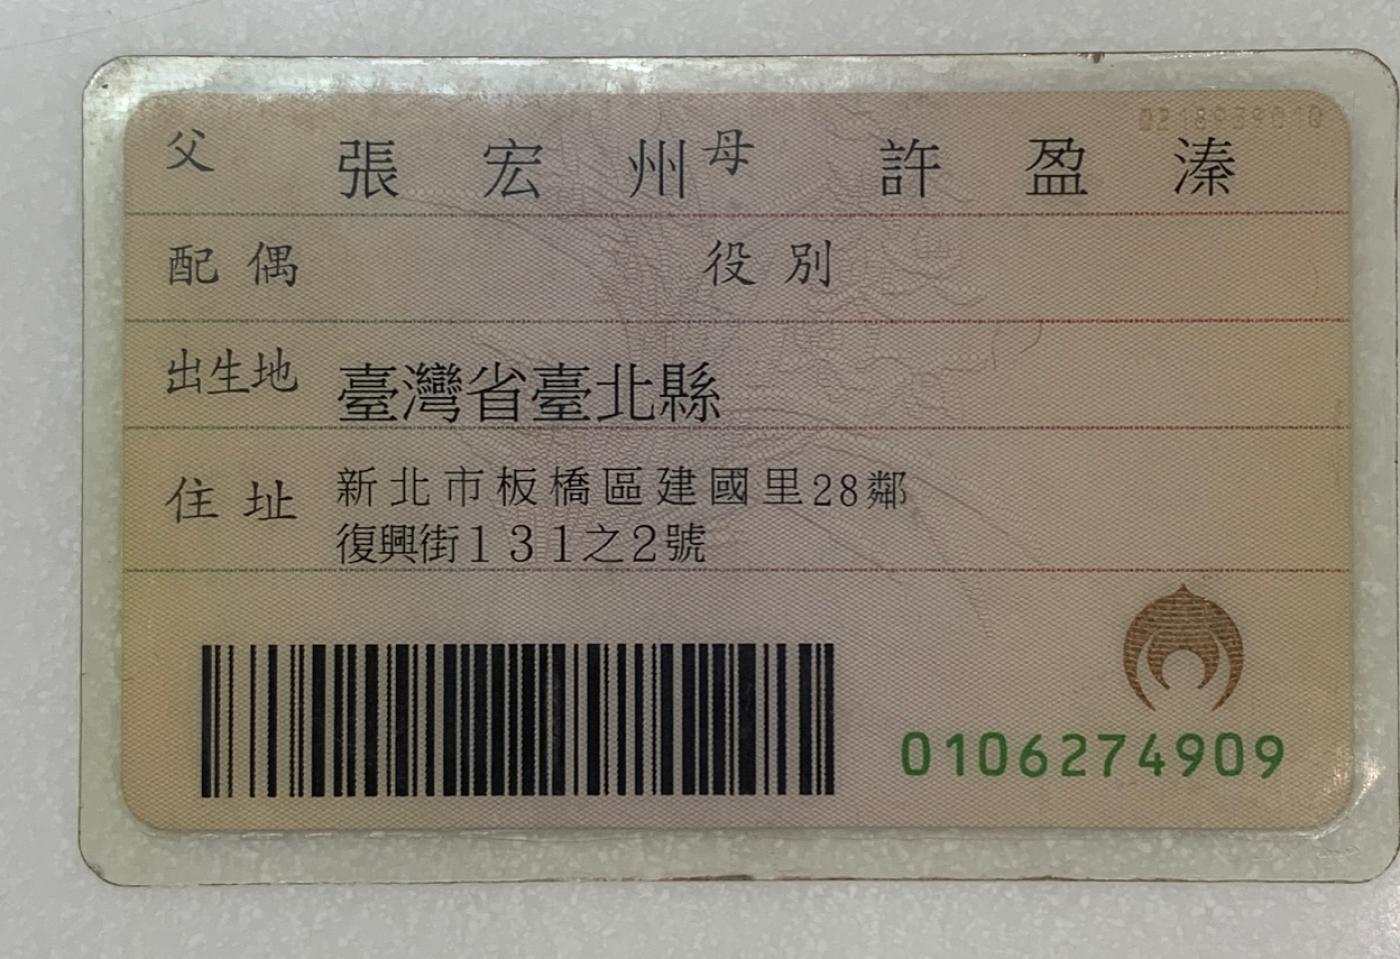 父 張宏州 母 許盈溱
配偶 役別
出生地 臺灣省臺北縣
住址 新北市板橋區建國里28鄰
復興街131之2號
0106274909